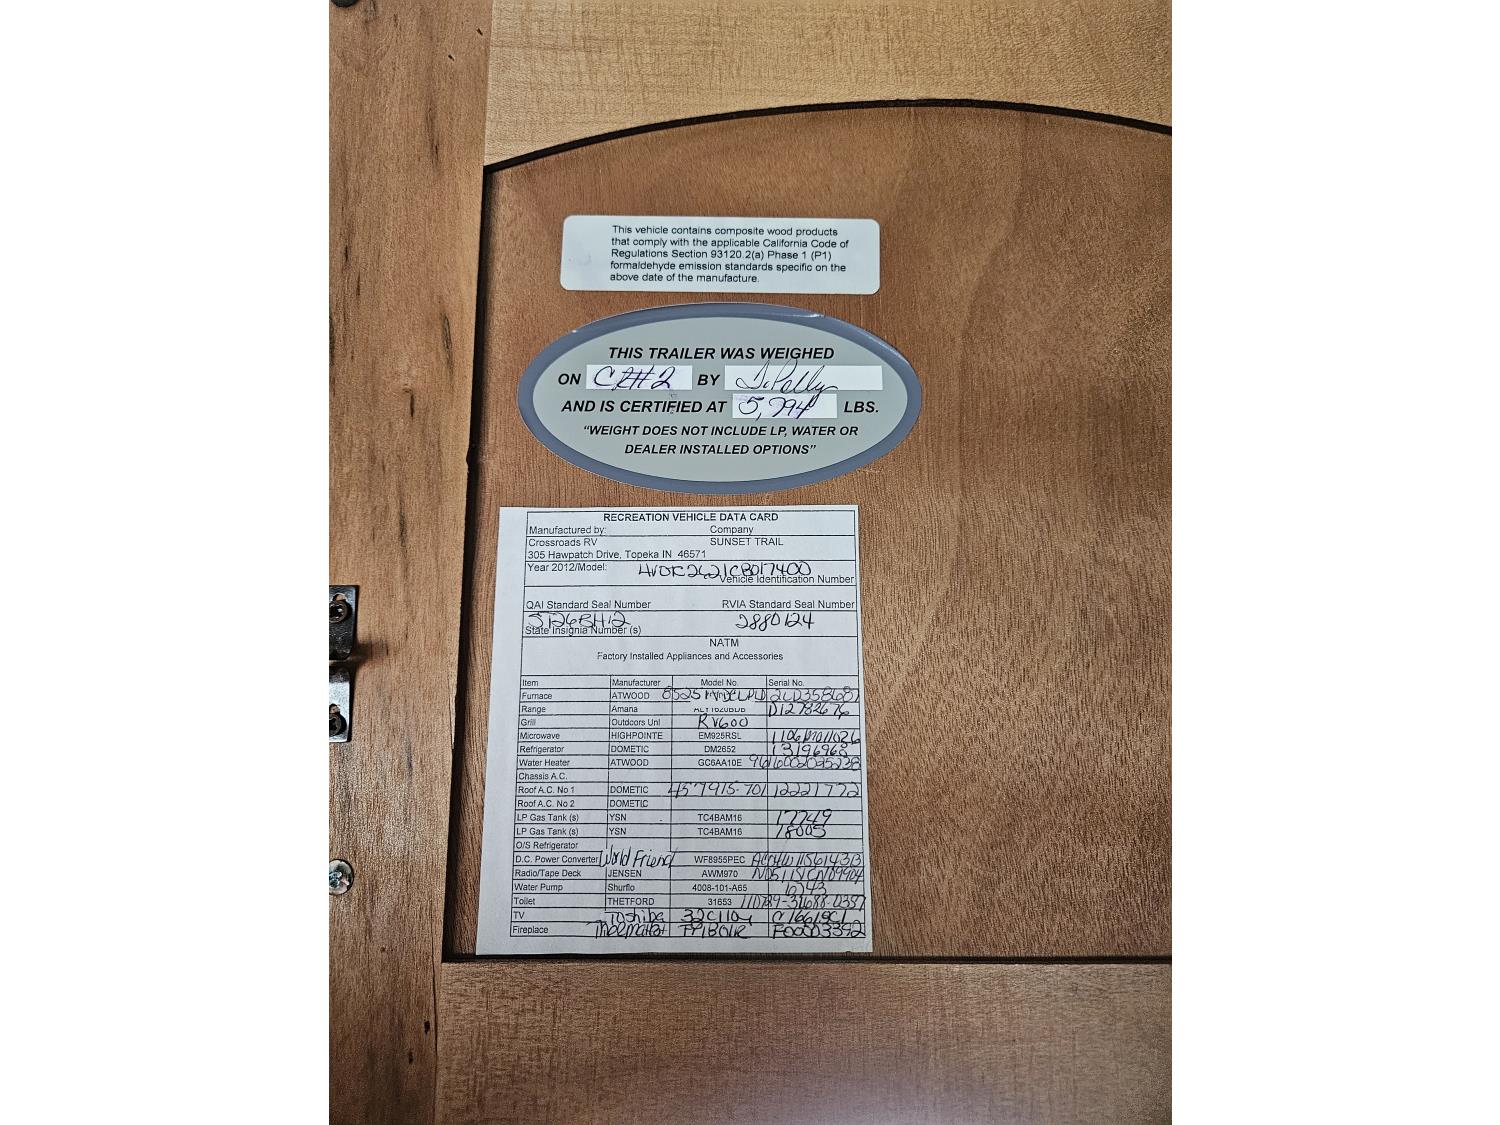 This vehicle contains composite wood products
that comply with the applicable California Code of
Regulations Section 93120.2(a) Phase 1 (P1)
formaldehyde emission standards specific on the
above date of the manufacture.
THIS TRAILER WAS WEIGHED
ON BY
AND IS CERTIFIED AT 5,794 LBS.
"WEIGHT DOES NOT INCLUDE LP, WATER OR
DEALER INSTALLED OPTIONS"
RECREATION VEHICLE DATA CARD
Manufactured by: Company
Crossroads RV SUNSET TRAIL
305 Hawpatch Drive, Topeka IN 46571
Year 2012/Model:
Vehicle Identification Number
QAI Standard Seal Number RVIA Standard Seal Number
ST26BH12 2880124
State Insignia Number (s)
NATM
Factory Installed Appliances and Accessories
Item Manufacturer Model No. Serial No.
Furnace ATWOOD
Range Amana
Grill Outdoors Unl RV600
Microwave HIGHPOINTE EM925RSL
Refrigerator DOMETIC DM2652
Water Heater ATWOOD GC6AA10E
Chassis A.C.
Roof A.C. No 1 DOMETIC 457915-701 12221772
Roof A.C. No 2 DOMETIC
LP Gas Tank (s) YSN TC4BAM16 17749
LP Gas Tank (s) YSN TC4BAM16 18005
O/S Refrigerator
D.C. Power Converter World Friend WF8955PEC
Radio/Tape Deck JENSEN AWM970
Water Pump Shurflo 4008-101-A65
Toilet THETFORD 31653
TV Toshiba
Fireplace